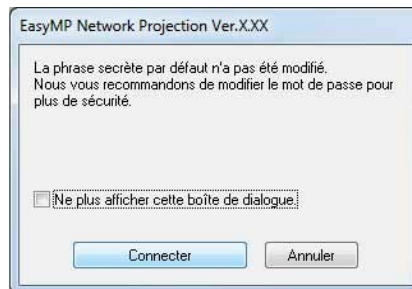 EasyMP Network Projection Ver.X.XX
La phrase secrète par défaut n'a pas été modifié.
Nous vous recommandons de modifier le mot de passe pour
plus de sécurité.
Ne plus afficher cette boîte de dialogue.
Connecter Annuler